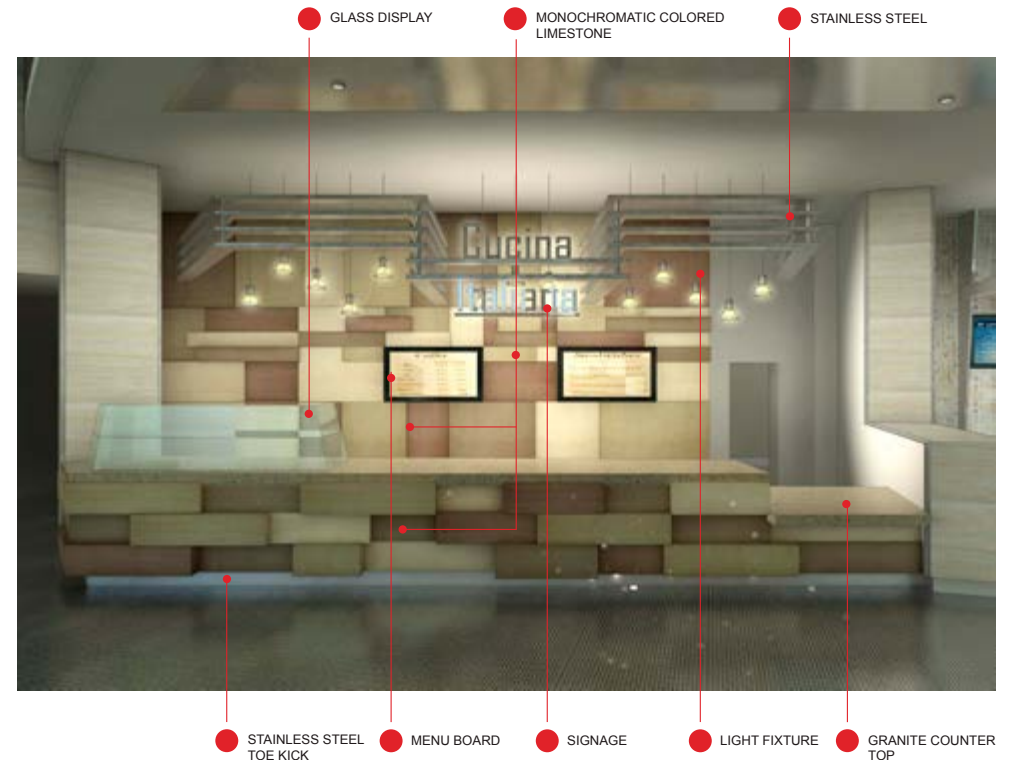 GLASS DISPLAY
MONOCHROMATIC COLORED
LIMESTONE
STAINLESS STEEL
Cucina
Italiana
STAINLESS STEEL
TOE KICK
MENU BOARD
SIGNAGE
LIGHT FIXTURE
GRANITE COUNTER
TOP